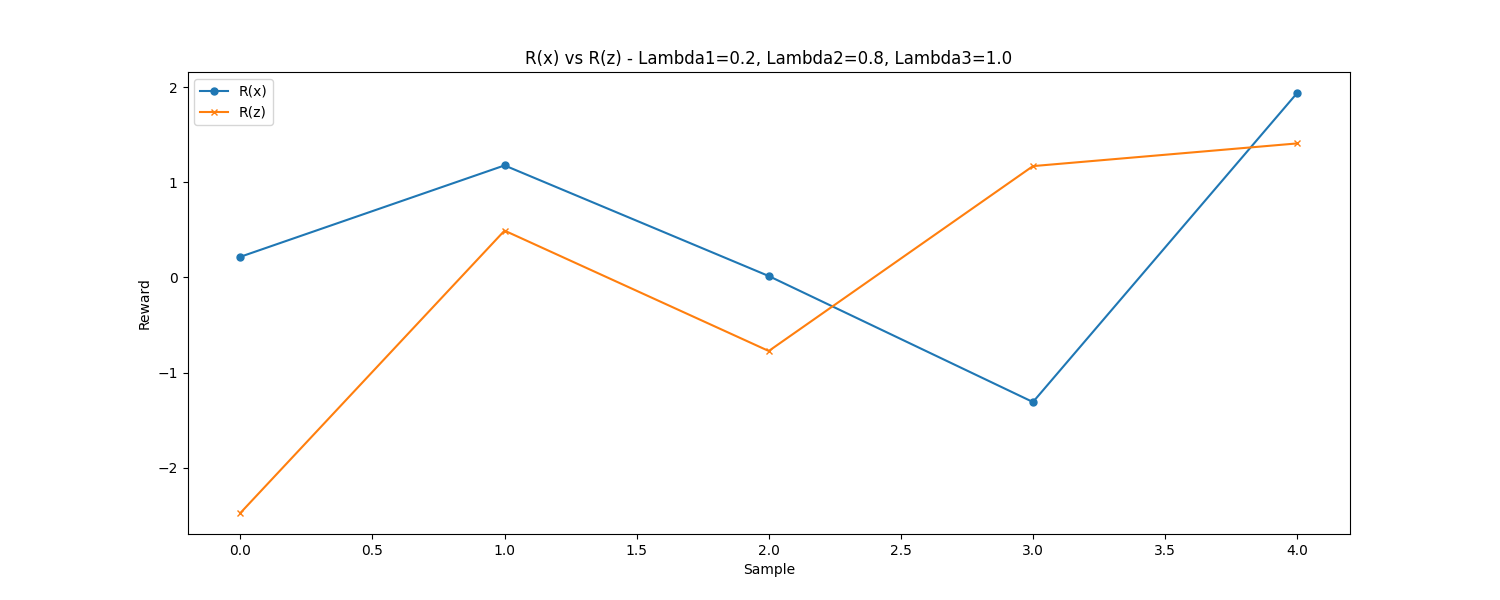 R(x) vs R(z) - Lambda1=0.2, Lambda2=0.8, Lambda3=1.0
R(x)
R(z)
2
1
0
−1
−2
Reward
0.0 0.5 1.0 1.5 2.0 2.5 3.0 3.5 4.0
Sample